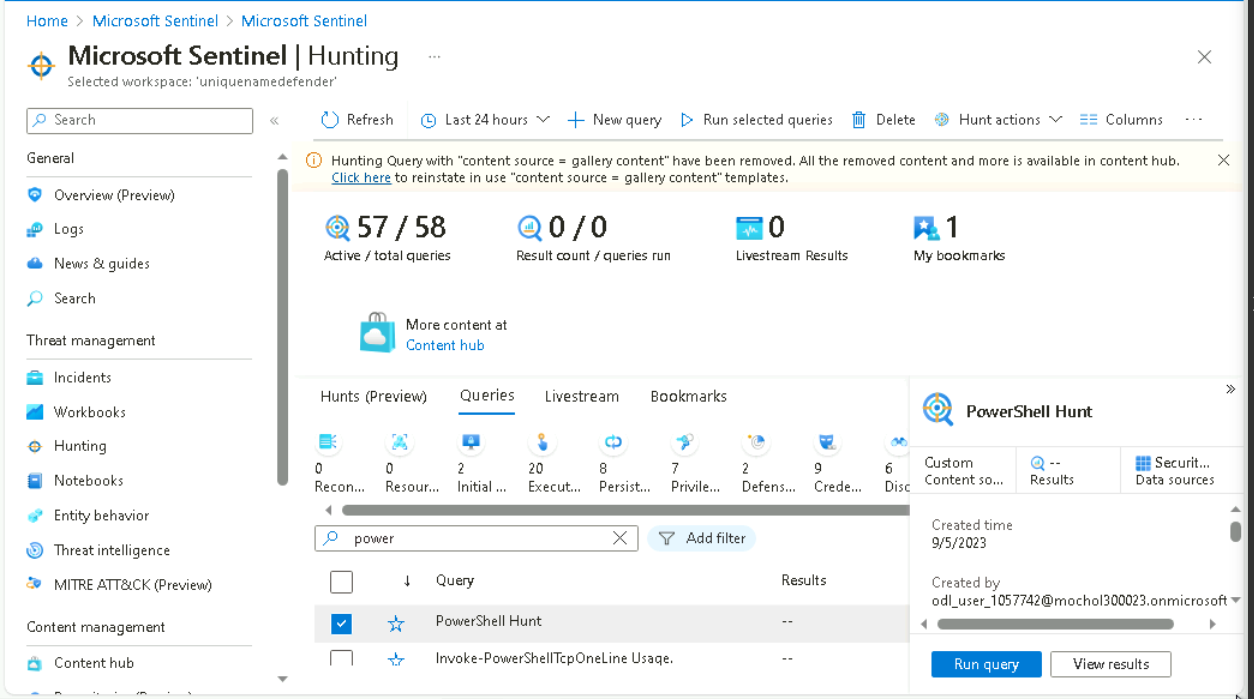 Home > Microsoft Sentinel > Microsoft Sentinel
Microsoft Sentinel | Hunting ...
Selected workspace: 'uniquenamedefender'
Search
«
Refresh
Last 24 hours
New query
Run selected queries
Delete
Hunt actions
Columns
...
General
Overview (Preview)
Logs
News & guides
Search
Threat management
Incidents
Workbooks
Hunting
Notebooks
Entity behavior
Threat intelligence
MITRE ATT&CK (Preview)
Content management
Content hub
Hunting Query with "content source = gallery content" have been removed. All the removed content and more is available in content hub.
Click here to reinstate in use "content source = gallery content" templates.
57 / 58
Active / total queries
0 / 0
Result count / queries run
0
Livestream Results
1
My bookmarks
More content at
Content hub
Hunts (Preview)
Queries
Livestream
Bookmarks
0
Recon...
0
Resour...
2
Initial ...
20
Execut...
8
Persist...
7
Privile...
2
Defens...
9
Crede...
6
Disc
power
Add filter
Query
Results
PowerShell Hunt
--
Invoke-PowerShellTcpOneLine Usage.
--
»
PowerShell Hunt
Custom
Content so...
--
Results
Securit...
Data sources
Created time
9/5/2023
Created by
odl_user_1057742@mochol300023.onmicrosoft
Run query
View results